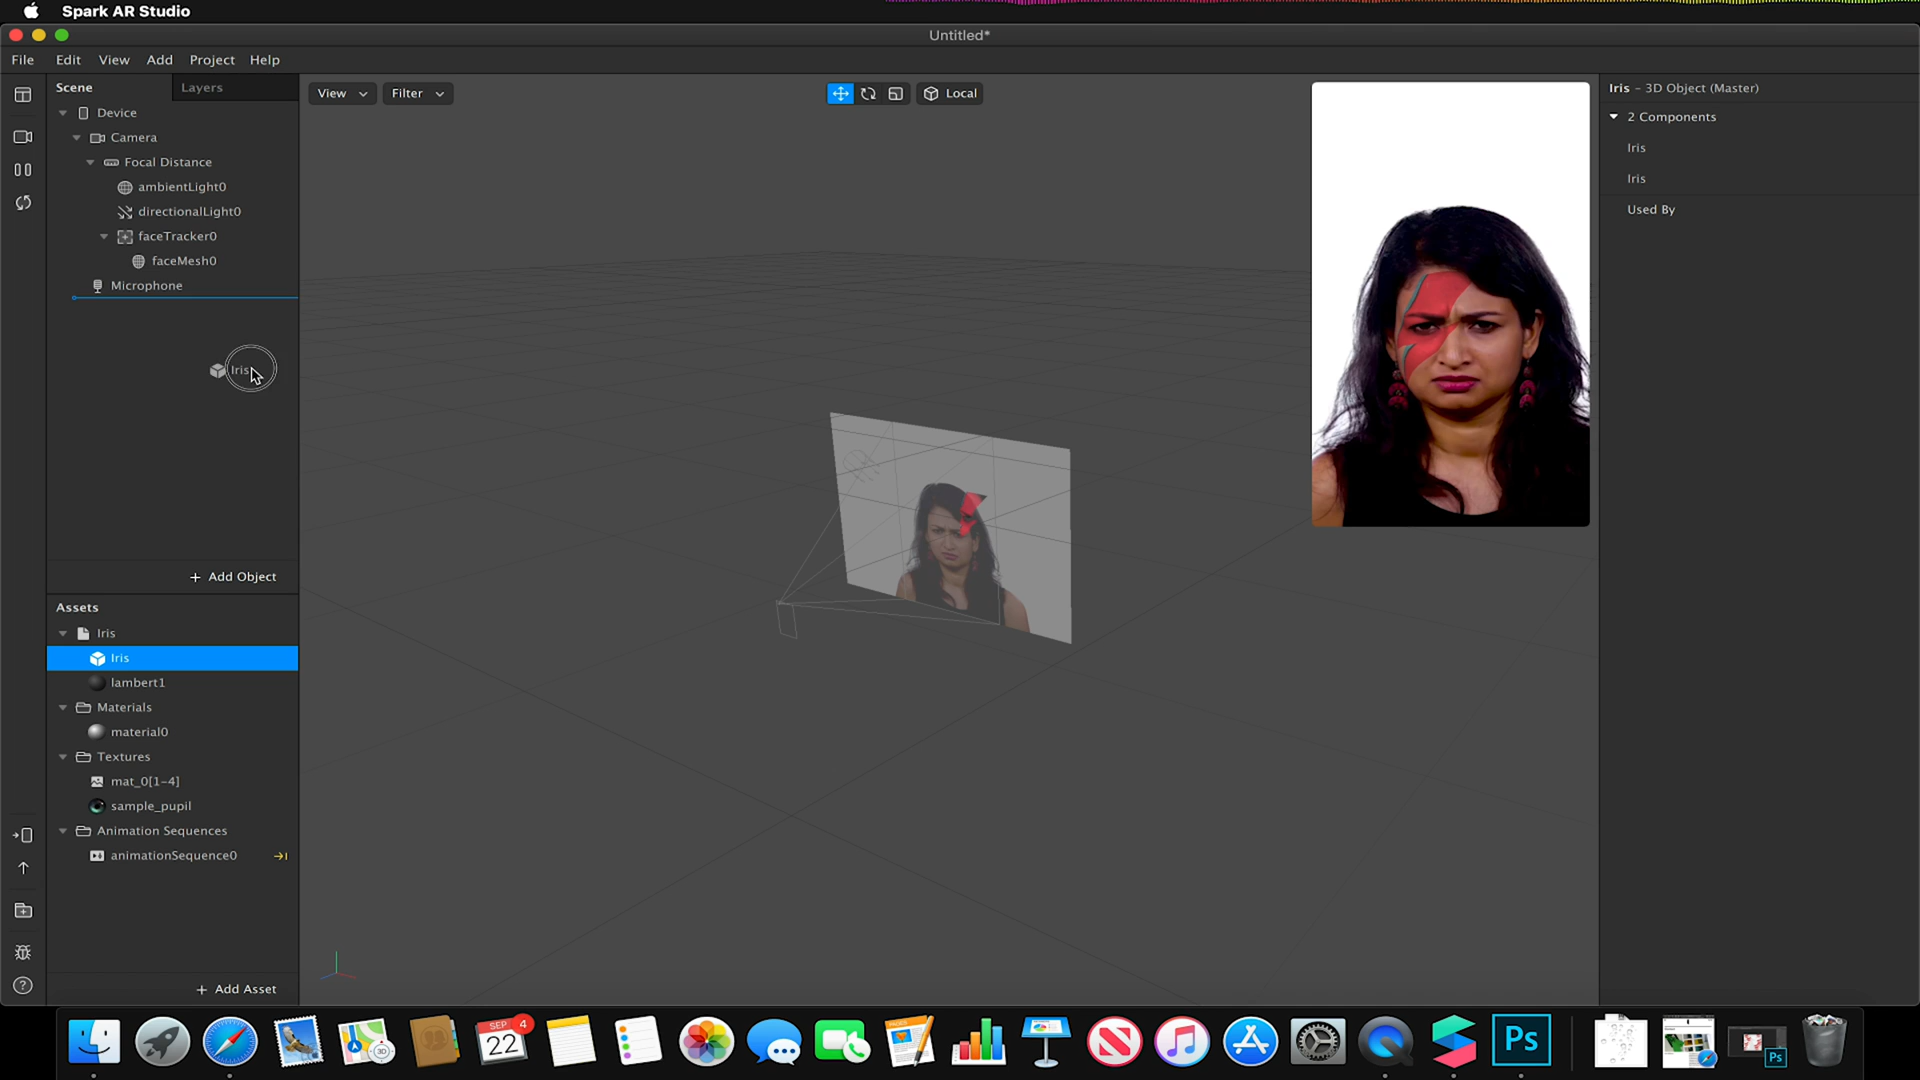 Spark AR Studio
Untitled*
File Edit View Add Project Help
Scene Layers
View Filter Local
Iris – 3D Object (Master)
Device
2 Components
Camera
Iris
Focal Distance
ambientLight0
Iris
directionalLight0
Used By
faceTracker0
faceMesh0
Microphone
Iris
+ Add Object
Assets
Iris
Iris
lambert1
Materials
material0
Textures
mat_0[1-4]
sample_pupil
Animation Sequences
animationSequence0
+ Add Asset
SEP 4
22
PAGES
3D
Ps
Ps